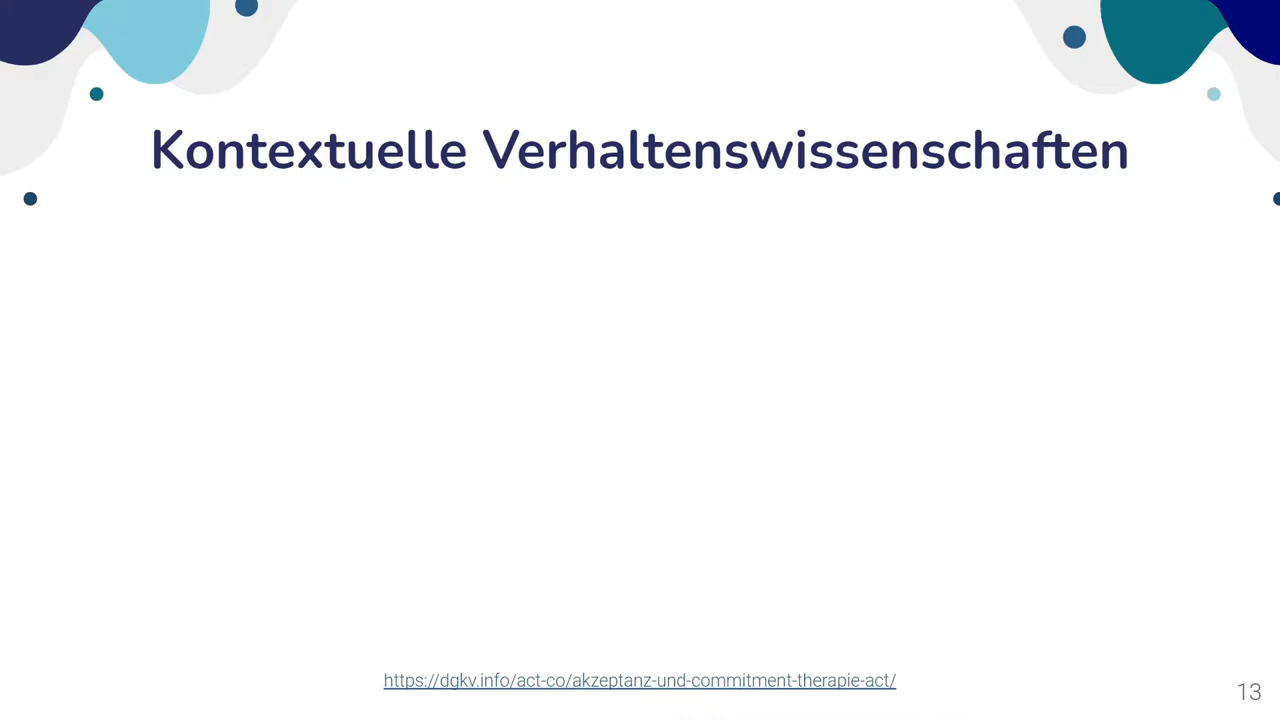 Kontextuelle Verhaltenswissenschaften
https://dgkv.info/act-co/akzeptanz-und-commitment-therapie-act/
13